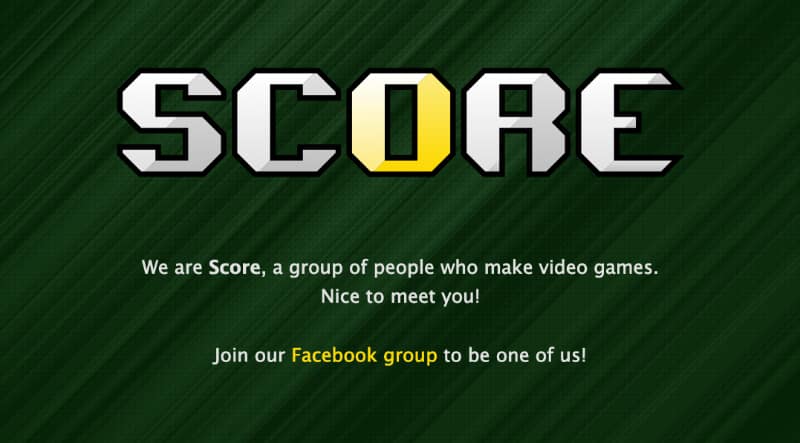 SCORE
We are Score, a group of people who make video games.
Nice to meet you!
Join our Facebook group to be one of us!